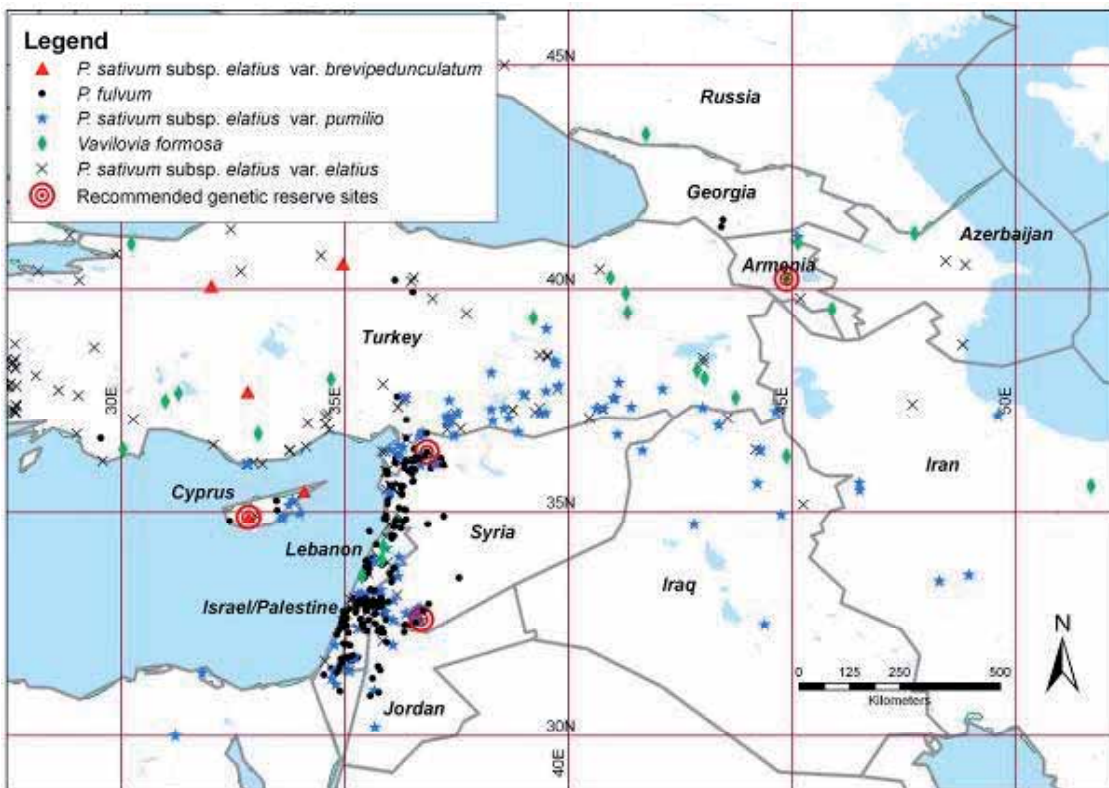 Legend
P. sativum subsp. elatius var. brevipedunculatum
P. fulvum
P. sativum subsp. elatius var. pumilio
Vavilovia formosa
P. sativum subsp. elatius var. elatius
Recommended genetic reserve sites
45N
Russia
Georgia
Azerbaijan
Armenia
40N
Turkey
30E
35E
45E
50E
Iran
Cyprus
35N
Syria
Lebanon
Iraq
Israel/Palestine
N
0 125 250 500
Kilometers
Jordan
30N
40E